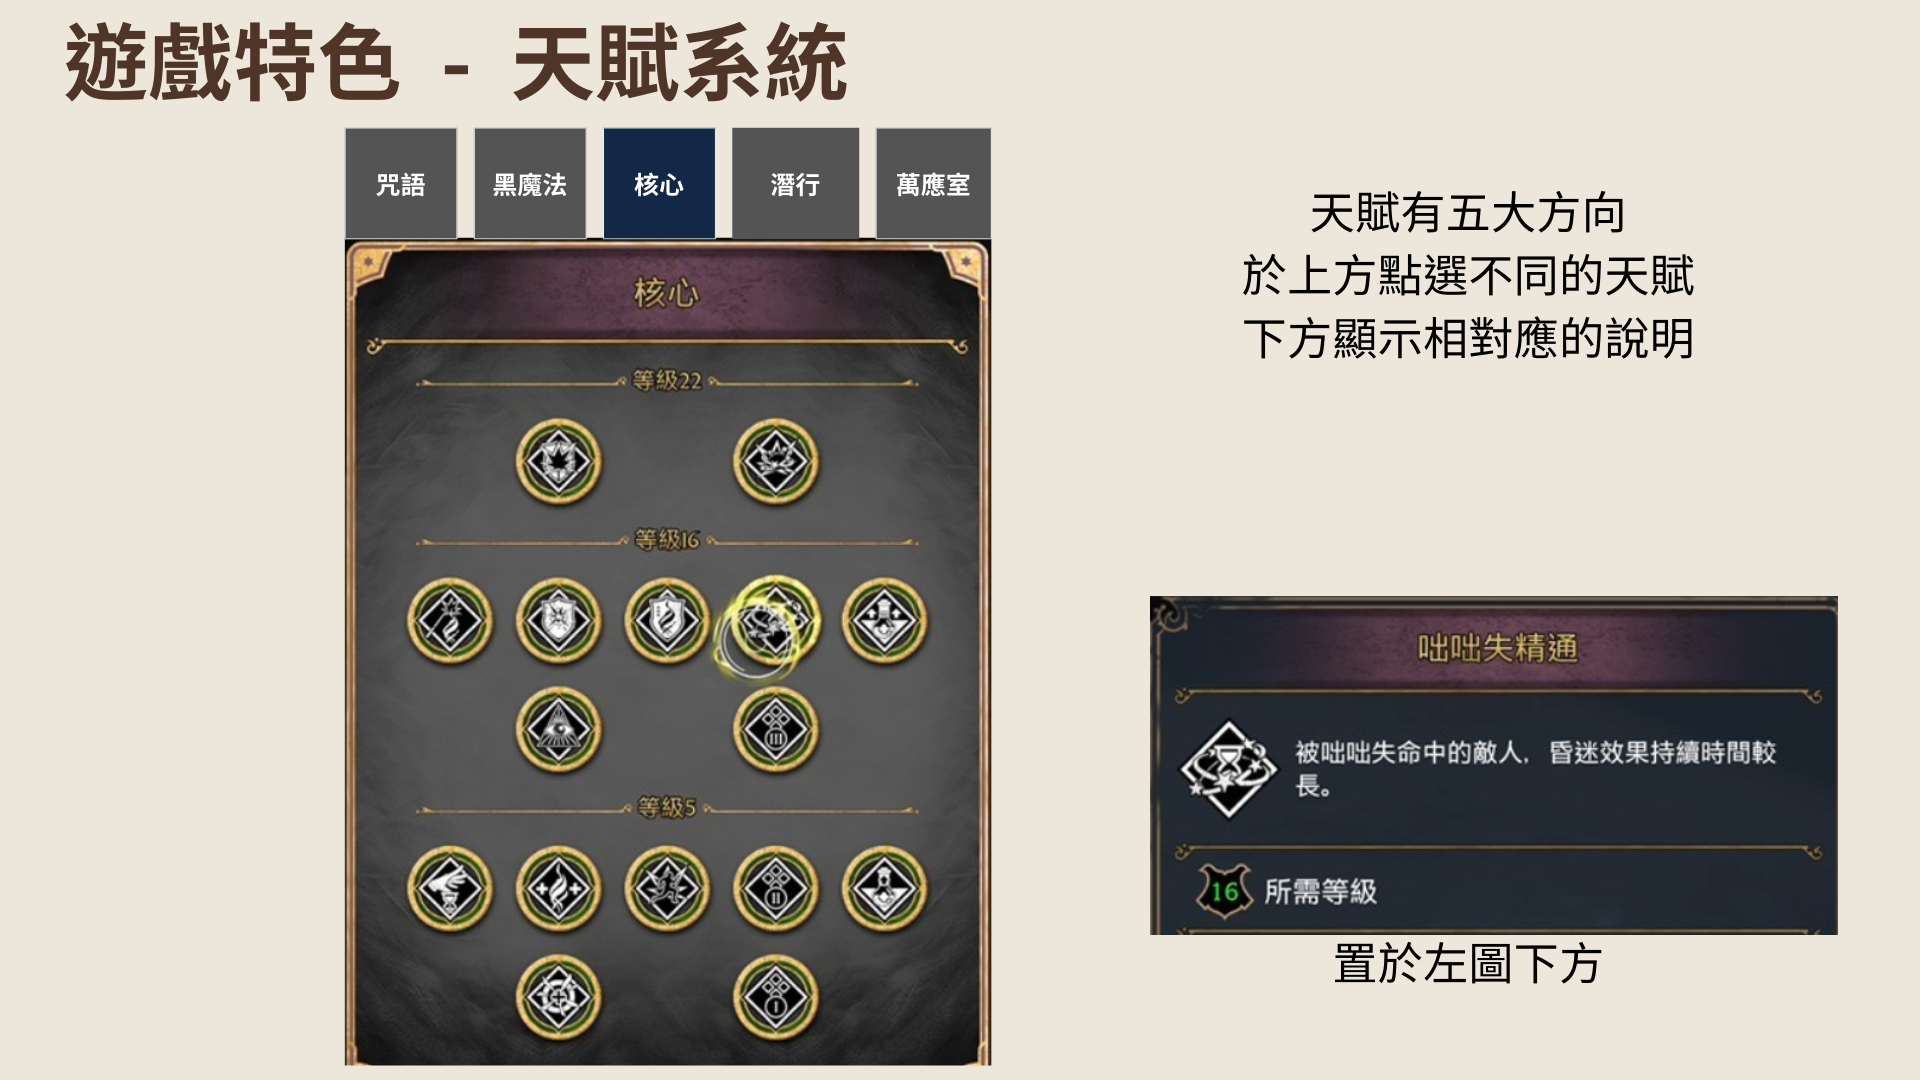 遊戲特色 - 天賦系統
咒語
黑魔法
核心
潛行
萬應室
核心
等級22
等級16
等級5
III
II
I
天賦有五大方向
於上方點選不同的天賦
下方顯示相對應的說明
咄咄失精通
被咄咄失命中的敵人，昏迷效果持續時間較
長。
16 所需等級
置於左圖下方